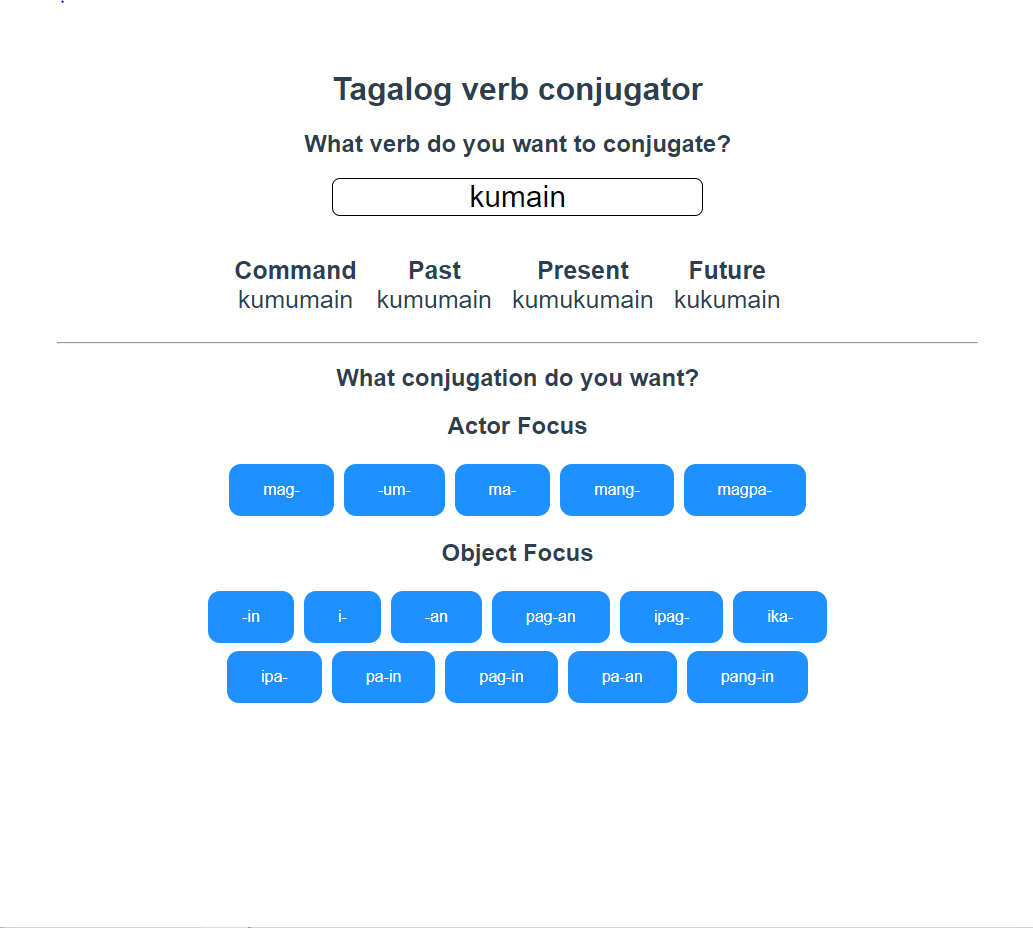 Tagalog verb conjugator
What verb do you want to conjugate?
kumain
Command Past Present Future
kumumain kumumain kumukumain kukumain
What conjugation do you want?
Actor Focus
mag- -um- ma- mang- magpa-
Object Focus
-in i- -an pag-an ipag- ika-
ipa- pa-in pag-in pa-an pang-in